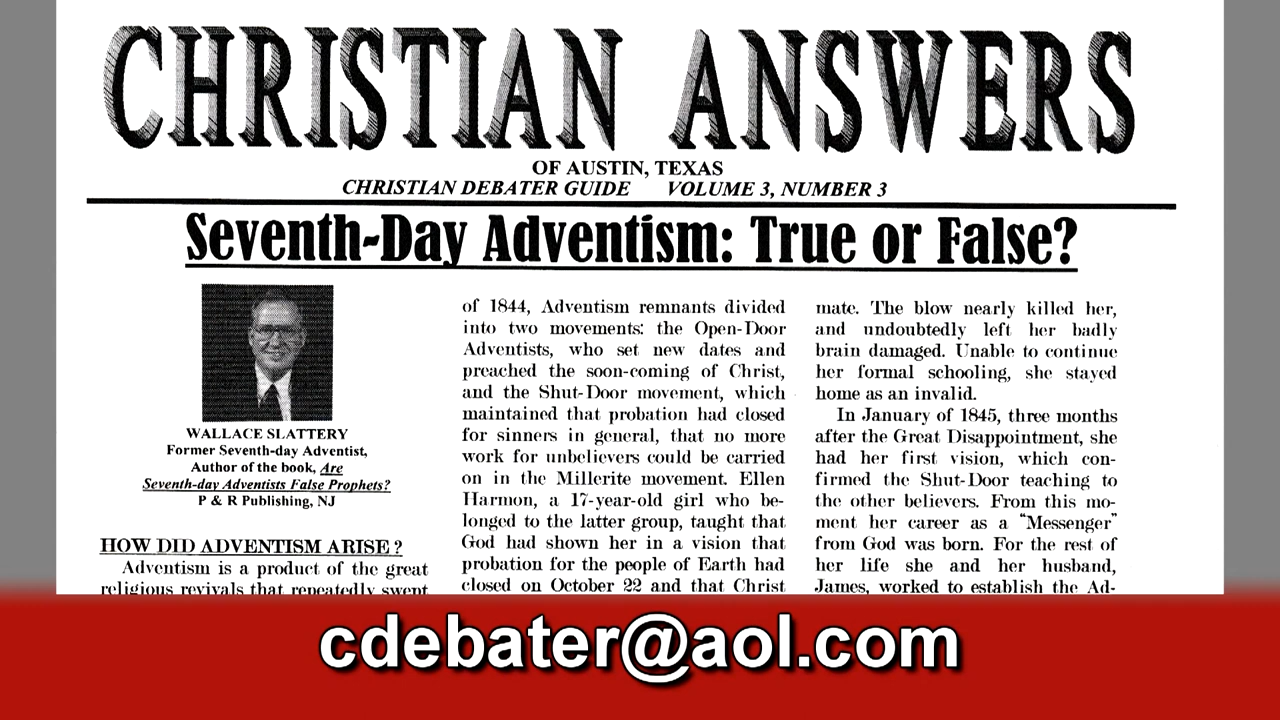 CHRISTIAN ANSWERS
OF AUSTIN, TEXAS
CHRISTIAN DEBATER GUIDE VOLUME 3, NUMBER 3
Seventh-Day Adventism: True or False?
WALLACE SLATTERY
Former Seventh-day Adventist,
Author of the book, Are
Seventh-day Adventists False Prophets?
P & R Publishing, NJ
HOW DID ADVENTISM ARISE ?
Adventism is a product of the great
religious revivals that repeatedly swept
of 1844, Adventism remnants divided
into two movements: the Open-Door
Adventists, who set new dates and
preached the soon-coming of Christ,
and the Shut-Door movement, which
maintained that probation had closed
for sinners in general, that no more
work for unbelievers could be carried
on in the Millerite movement. Ellen
Harmon, a 17-year-old girl who be-
longed to the latter group, taught that
God had shown her in a vision that
probation for the people of Earth had
closed on October 22 and that Christ
mate. The blow nearly killed her,
and undoubtedly left her badly
brain damaged. Unable to continue
her formal schooling, she stayed
home as an invalid.
In January of 1845, three months
after the Great Disappointment, she
had her first vision, which con-
firmed the Shut-Door teaching to
the other believers. From this mo-
ment her career as a "Messenger"
from God was born. For the rest of
her life she and her husband,
James, worked to establish the Ad-
cdebater@aol.com